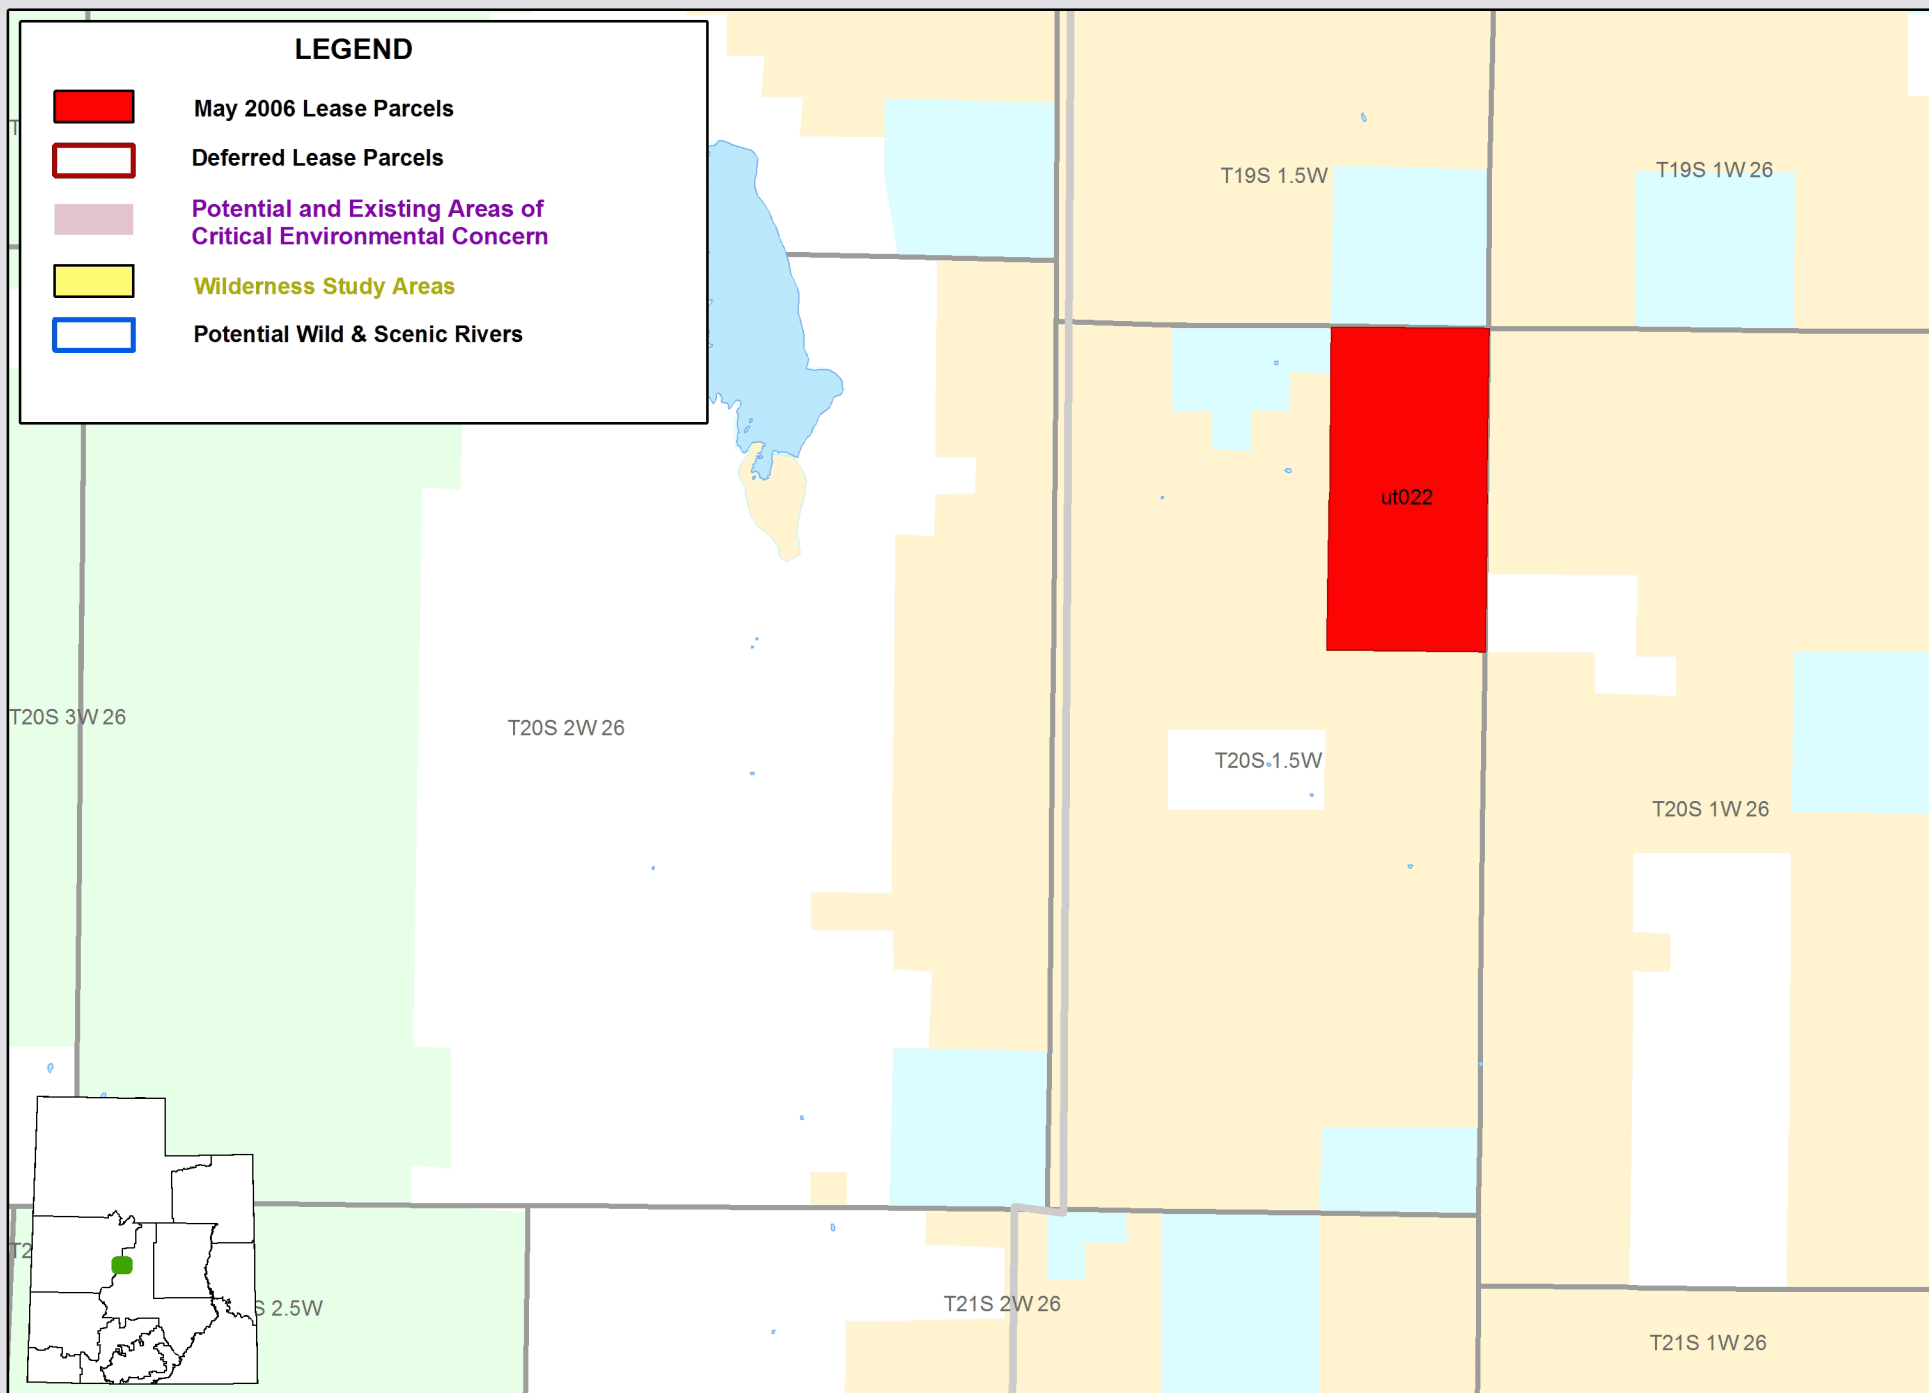 LEGEND
May 2006 Lease Parcels
Deferred Lease Parcels
Potential and Existing Areas of
Critical Environmental Concern
Wilderness Study Areas
Potential Wild & Scenic Rivers
T19S 1.5W
T19S 1W 26
ut022
T20S 3W 26
T20S 2W 26
T20S 1.5W
T20S 1W 26
S 2.5W
T21S 2W 26
T21S 1W 26